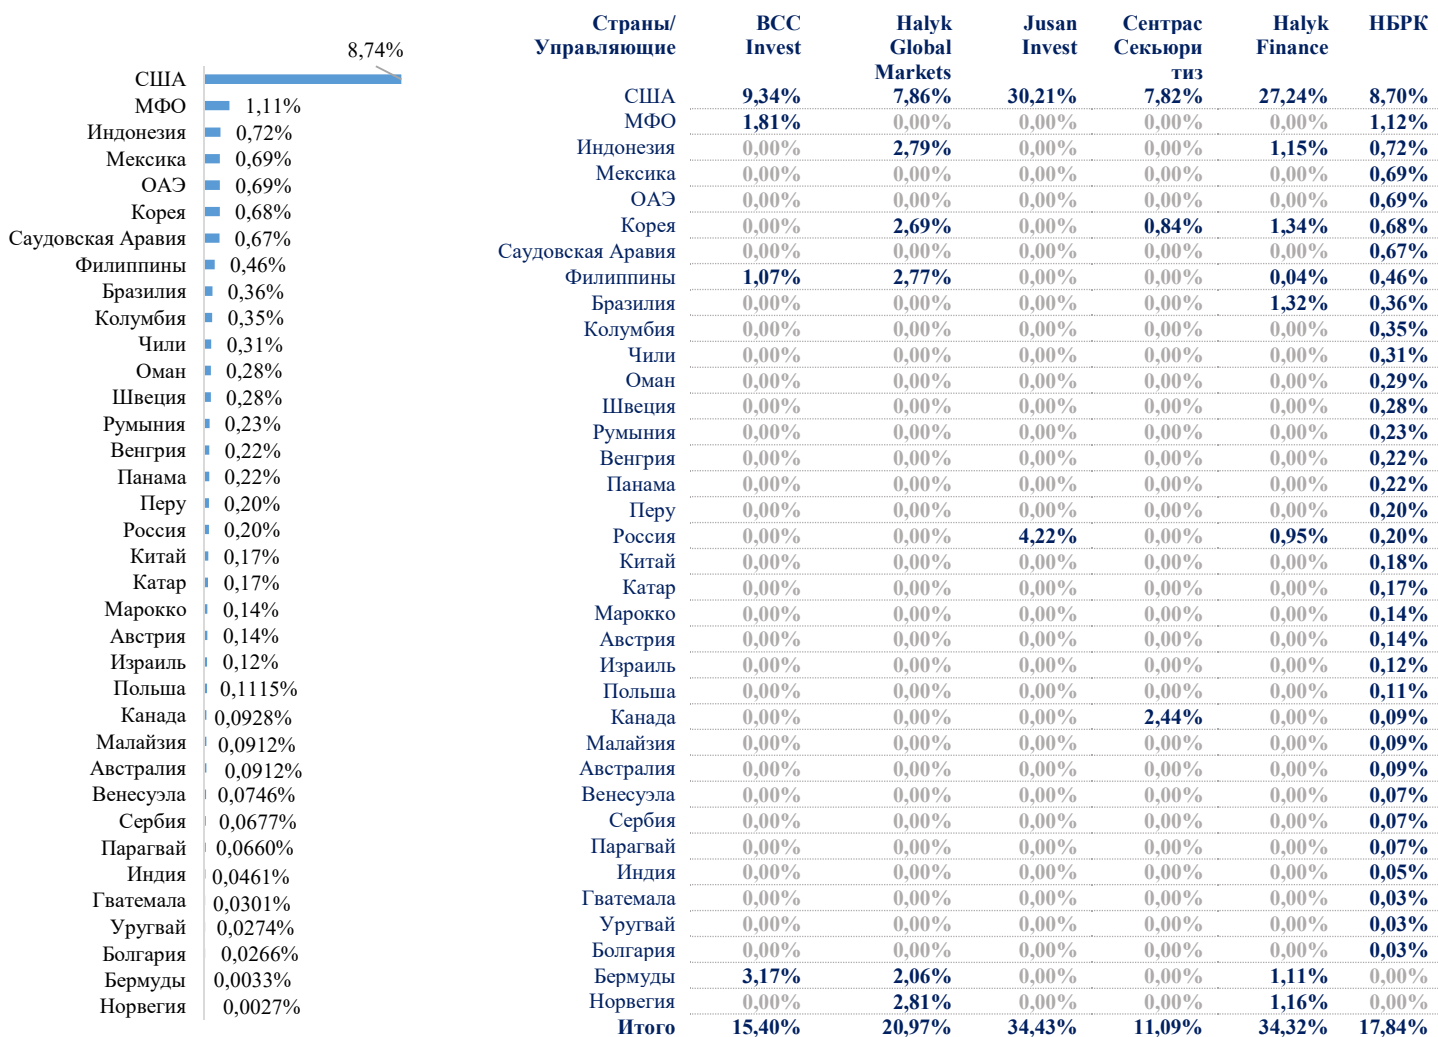 8,74%
США
МФО 1,11%
Индонезия 0,72%
Мексика 0,69%
ОАЭ 0,69%
Корея 0,68%
Саудовская Аравия 0,67%
Филиппины 0,46%
Бразилия 0,36%
Колумбия 0,35%
Чили 0,31%
Оман 0,28%
Швеция 0,28%
Румыния 0,23%
Венгрия 0,22%
Панама 0,22%
Перу 0,20%
Россия 0,20%
Китай 0,17%
Катар 0,17%
Марокко 0,14%
Австрия 0,14%
Израиль 0,12%
Польша 0,1115%
Канада 0,0928%
Малайзия 0,0912%
Австралия 0,0912%
Венесуэла 0,0746%
Сербия 0,0677%
Парагвай 0,0660%
Индия 0,0461%
Гватемала 0,0301%
Уругвай 0,0274%
Болгария 0,0266%
Бермуды 0,0033%
Норвегия 0,0027%
Страны/ BCC Halyk Jusan Сентрас Halyk НБРК
Управляющие Invest Global Invest Секьюри Finance
Markets тиз
США 9,34% 7,86% 30,21% 7,82% 27,24% 8,70%
МФО 1,81% 0,00% 0,00% 0,00% 0,00% 1,12%
Индонезия 0,00% 2,79% 0,00% 0,00% 1,15% 0,72%
Мексика 0,00% 0,00% 0,00% 0,00% 0,00% 0,69%
ОАЭ 0,00% 0,00% 0,00% 0,00% 0,00% 0,69%
Корея 0,00% 2,69% 0,00% 0,84% 1,34% 0,68%
Саудовская Аравия 0,00% 0,00% 0,00% 0,00% 0,00% 0,67%
Филиппины 1,07% 2,77% 0,00% 0,00% 0,04% 0,46%
Бразилия 0,00% 0,00% 0,00% 0,00% 1,32% 0,36%
Колумбия 0,00% 0,00% 0,00% 0,00% 0,00% 0,35%
Чили 0,00% 0,00% 0,00% 0,00% 0,00% 0,31%
Оман 0,00% 0,00% 0,00% 0,00% 0,00% 0,29%
Швеция 0,00% 0,00% 0,00% 0,00% 0,00% 0,28%
Румыния 0,00% 0,00% 0,00% 0,00% 0,00% 0,23%
Венгрия 0,00% 0,00% 0,00% 0,00% 0,00% 0,22%
Панама 0,00% 0,00% 0,00% 0,00% 0,00% 0,22%
Перу 0,00% 0,00% 0,00% 0,00% 0,00% 0,20%
Россия 0,00% 0,00% 4,22% 0,00% 0,95% 0,20%
Китай 0,00% 0,00% 0,00% 0,00% 0,00% 0,18%
Катар 0,00% 0,00% 0,00% 0,00% 0,00% 0,17%
Марокко 0,00% 0,00% 0,00% 0,00% 0,00% 0,14%
Австрия 0,00% 0,00% 0,00% 0,00% 0,00% 0,14%
Израиль 0,00% 0,00% 0,00% 0,00% 0,00% 0,12%
Польша 0,00% 0,00% 0,00% 0,00% 0,00% 0,11%
Канада 0,00% 0,00% 0,00% 2,44% 0,00% 0,09%
Малайзия 0,00% 0,00% 0,00% 0,00% 0,00% 0,09%
Австралия 0,00% 0,00% 0,00% 0,00% 0,00% 0,09%
Венесуэла 0,00% 0,00% 0,00% 0,00% 0,00% 0,07%
Сербия 0,00% 0,00% 0,00% 0,00% 0,00% 0,07%
Парагвай 0,00% 0,00% 0,00% 0,00% 0,00% 0,07%
Индия 0,00% 0,00% 0,00% 0,00% 0,00% 0,05%
Гватемала 0,00% 0,00% 0,00% 0,00% 0,00% 0,03%
Уругвай 0,00% 0,00% 0,00% 0,00% 0,00% 0,03%
Болгария 0,00% 0,00% 0,00% 0,00% 0,00% 0,03%
Бермуды 3,17% 2,06% 0,00% 0,00% 1,11% 0,00%
Норвегия 0,00% 2,81% 0,00% 0,00% 1,16% 0,00%
Итого 15,40% 20,97% 34,43% 11,09% 34,32% 17,84%